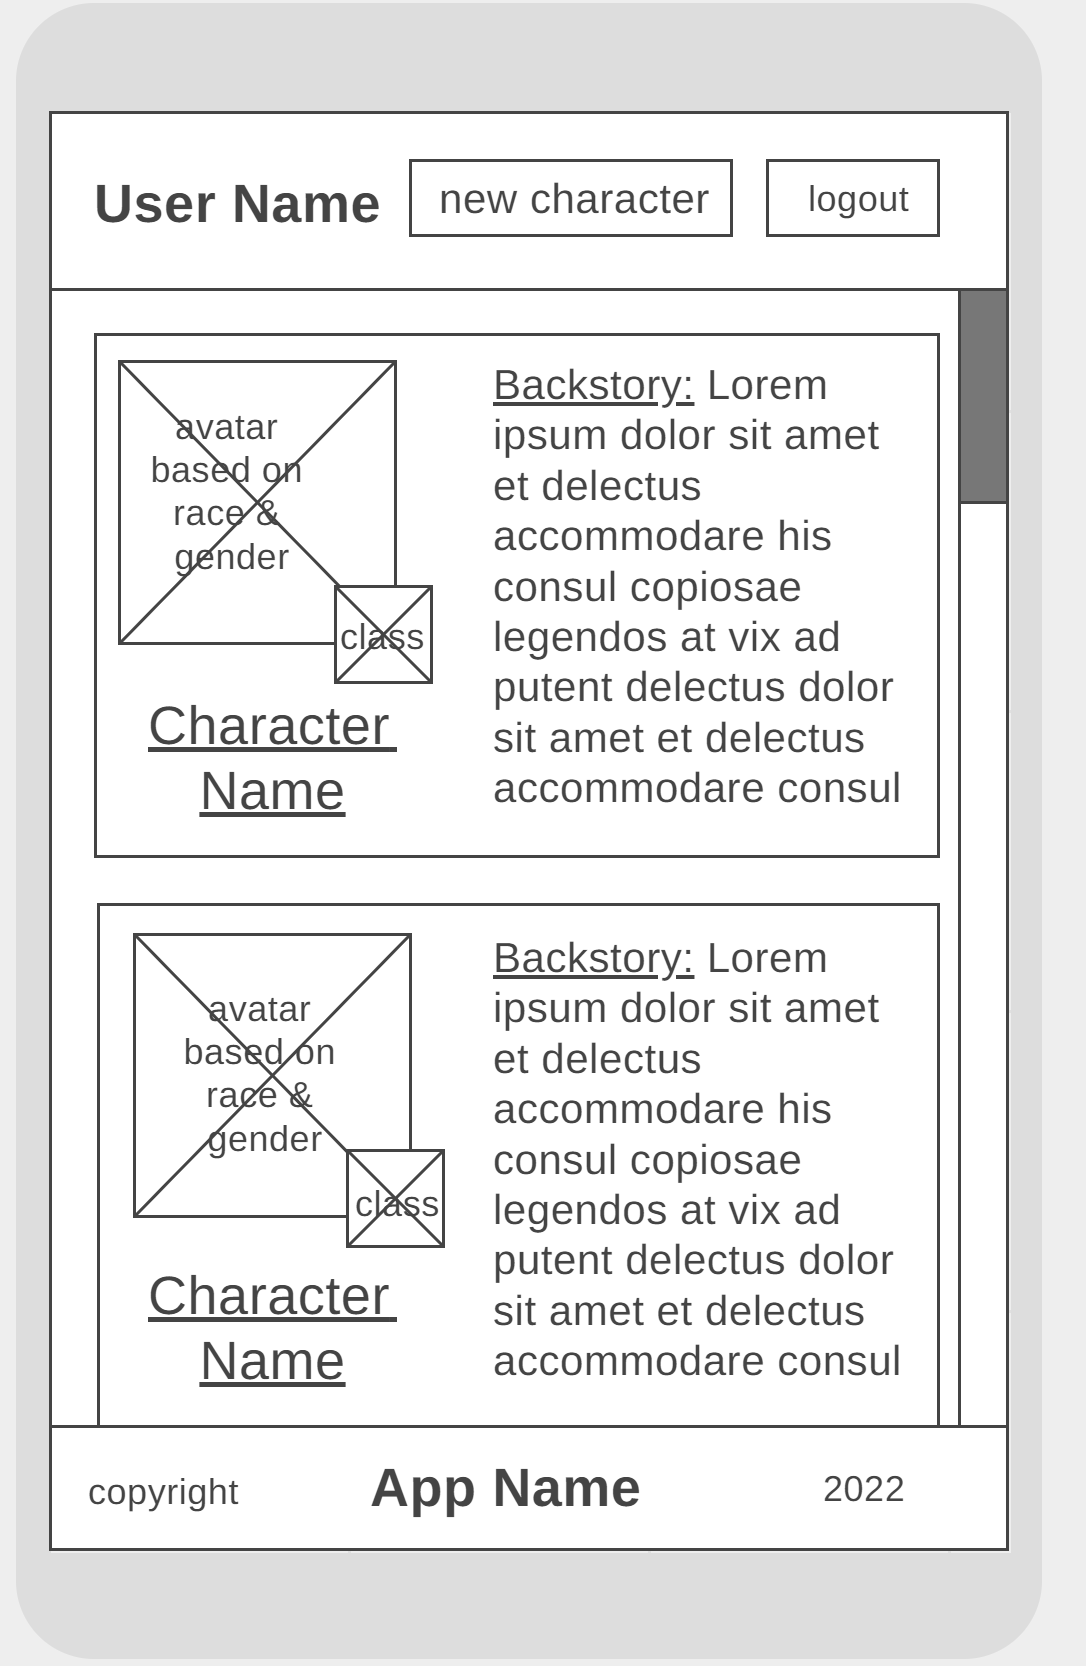 User Name
new character
logout
avatar
based on
race &
gender
class
Character
Name
Backstory: Lorem
ipsum dolor sit amet
et delectus
accommodare his
consul copiosae
legendos at vix ad
putent delectus dolor
sit amet et delectus
accommodare consul
avatar
based on
race &
gender
class
Character
Name
Backstory: Lorem
ipsum dolor sit amet
et delectus
accommodare his
consul copiosae
legendos at vix ad
putent delectus dolor
sit amet et delectus
accommodare consul
copyright
App Name
2022